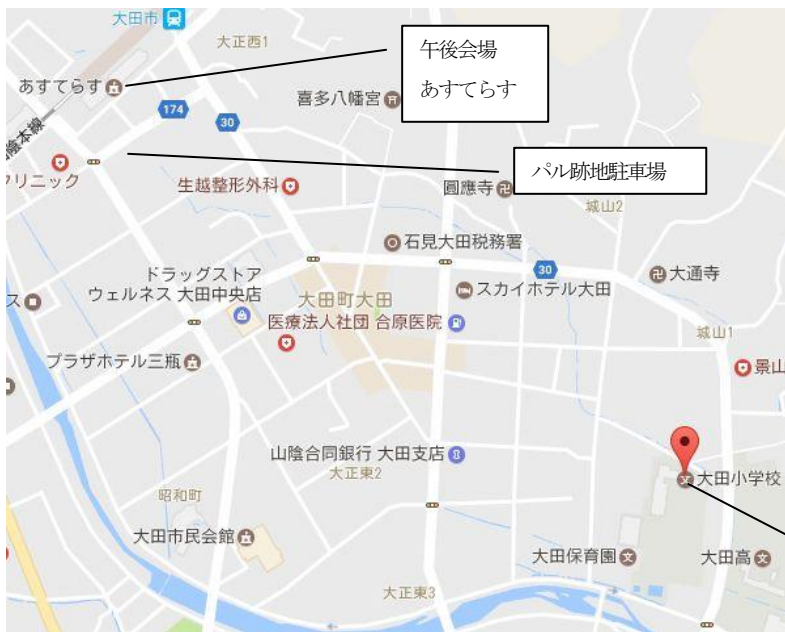 大田市
大正西1
午後会場
あすてらす
あすてらす
喜多八幡宮
174
30
山陰本線
クリニック
パル跡地駐車場
生越整形外科
圓應寺
城山2
石見大田税務署
ドラッグストア
ウェルネス 大田中央店
30
大通寺
ス
大田町大田
スカイホテル大田
医療法人社団 合原医院
城山1
プラザホテル三瓶
景山
山陰合同銀行 大田支店
大正東2
大田小学校
昭和町
大田市民会館
大田保育園
大田高
大正東3